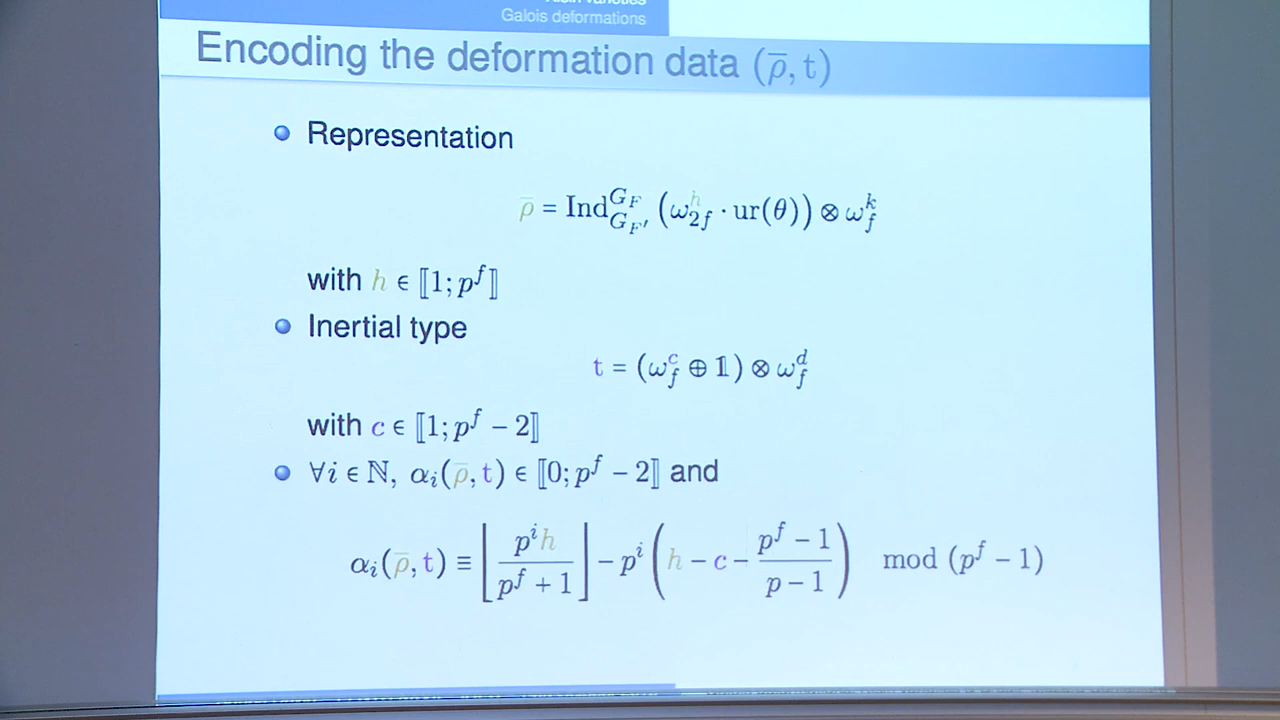 Galois deformations
Encoding the deformation data (ρ̅, t)
Representation
ρ̅ = Ind_{G_{F'}}^{G_F} (ω_{2f}^h · ur(θ)) ⊗ ω_f^k
with h ∈ ⟦1; p^f⟧
Inertial type
t = (ω_f^c ⊕ 𝟙) ⊗ ω_f^d
with c ∈ ⟦1; p^f − 2⟧
∀i ∈ ℕ, α_i(ρ̅, t) ∈ ⟦0; p^f − 2⟧ and
α_i(ρ̅, t) ≡ ⌊p^i h / (p^f + 1)⌋ − p^i (h − c − (p^f − 1)/(p − 1)) mod (p^f − 1)